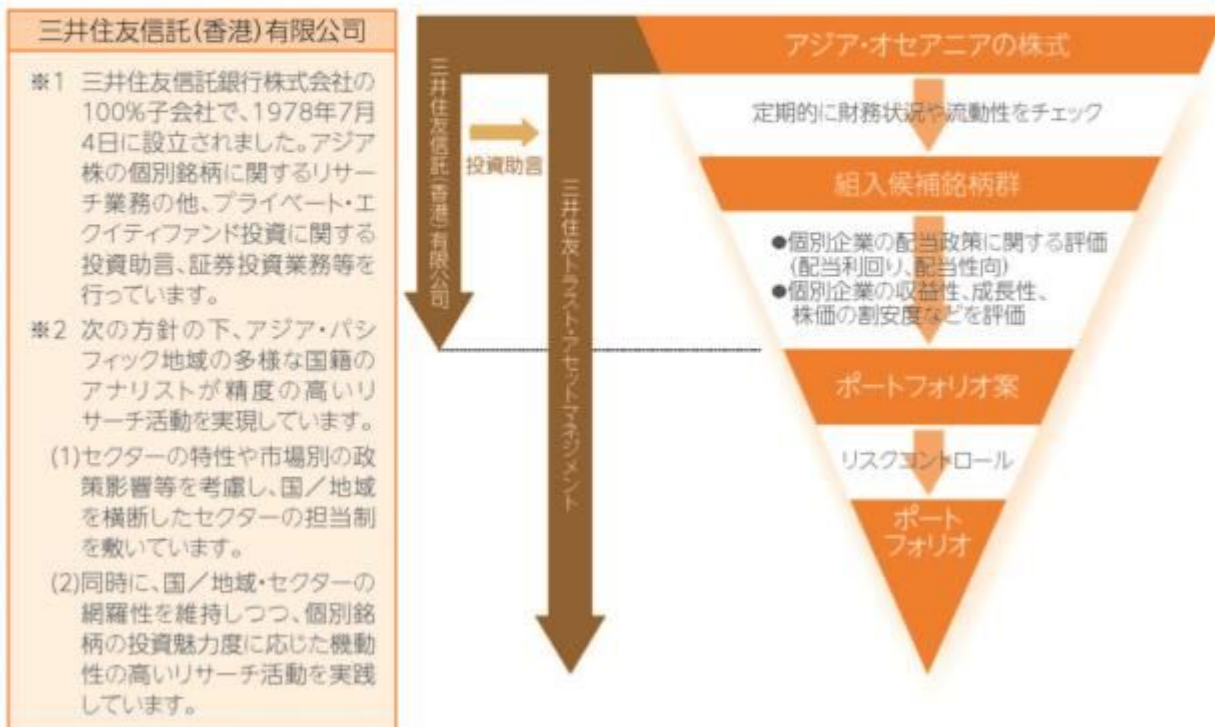 三井住友信託(香港)有限公司
※1 三井住友信託銀行株式会社の
100%子会社で、1978年7月
4日に設立されました。アジア
株の個別銘柄に関するリサー
チ業務の他、プライベート・エ
クイティファンド投資に関する
投資助言、証券投資業務等を
行っています。
※2 次の方針の下、アジア・パシ
フィック地域の多様な国籍の
アナリストが精度の高いリ
サーチ活動を実現しています。
(1)セクターの特性や市場別の政
策影響等を考慮し、国/地域
を横断したセクターの担当制
を敷いています。
(2)同時に、国/地域・セクターの
網羅性を維持しつつ、個別銘
柄の投資魅力度に応じた機動
性の高いリサーチ活動を実践
しています。
三井住友信託(香港)有限公司
投資助言
三井住友トラスト・アセットマネジメント
アジア・オセアニアの株式
定期的に財務状況や流動性をチェック
組入候補銘柄群
●個別企業の配当政策に関する評価
(配当利回り、配当性向)
●個別企業の収益性、成長性、
株価の割安度などを評価
ポートフォリオ案
リスクコントロール
ポート
フォリオ